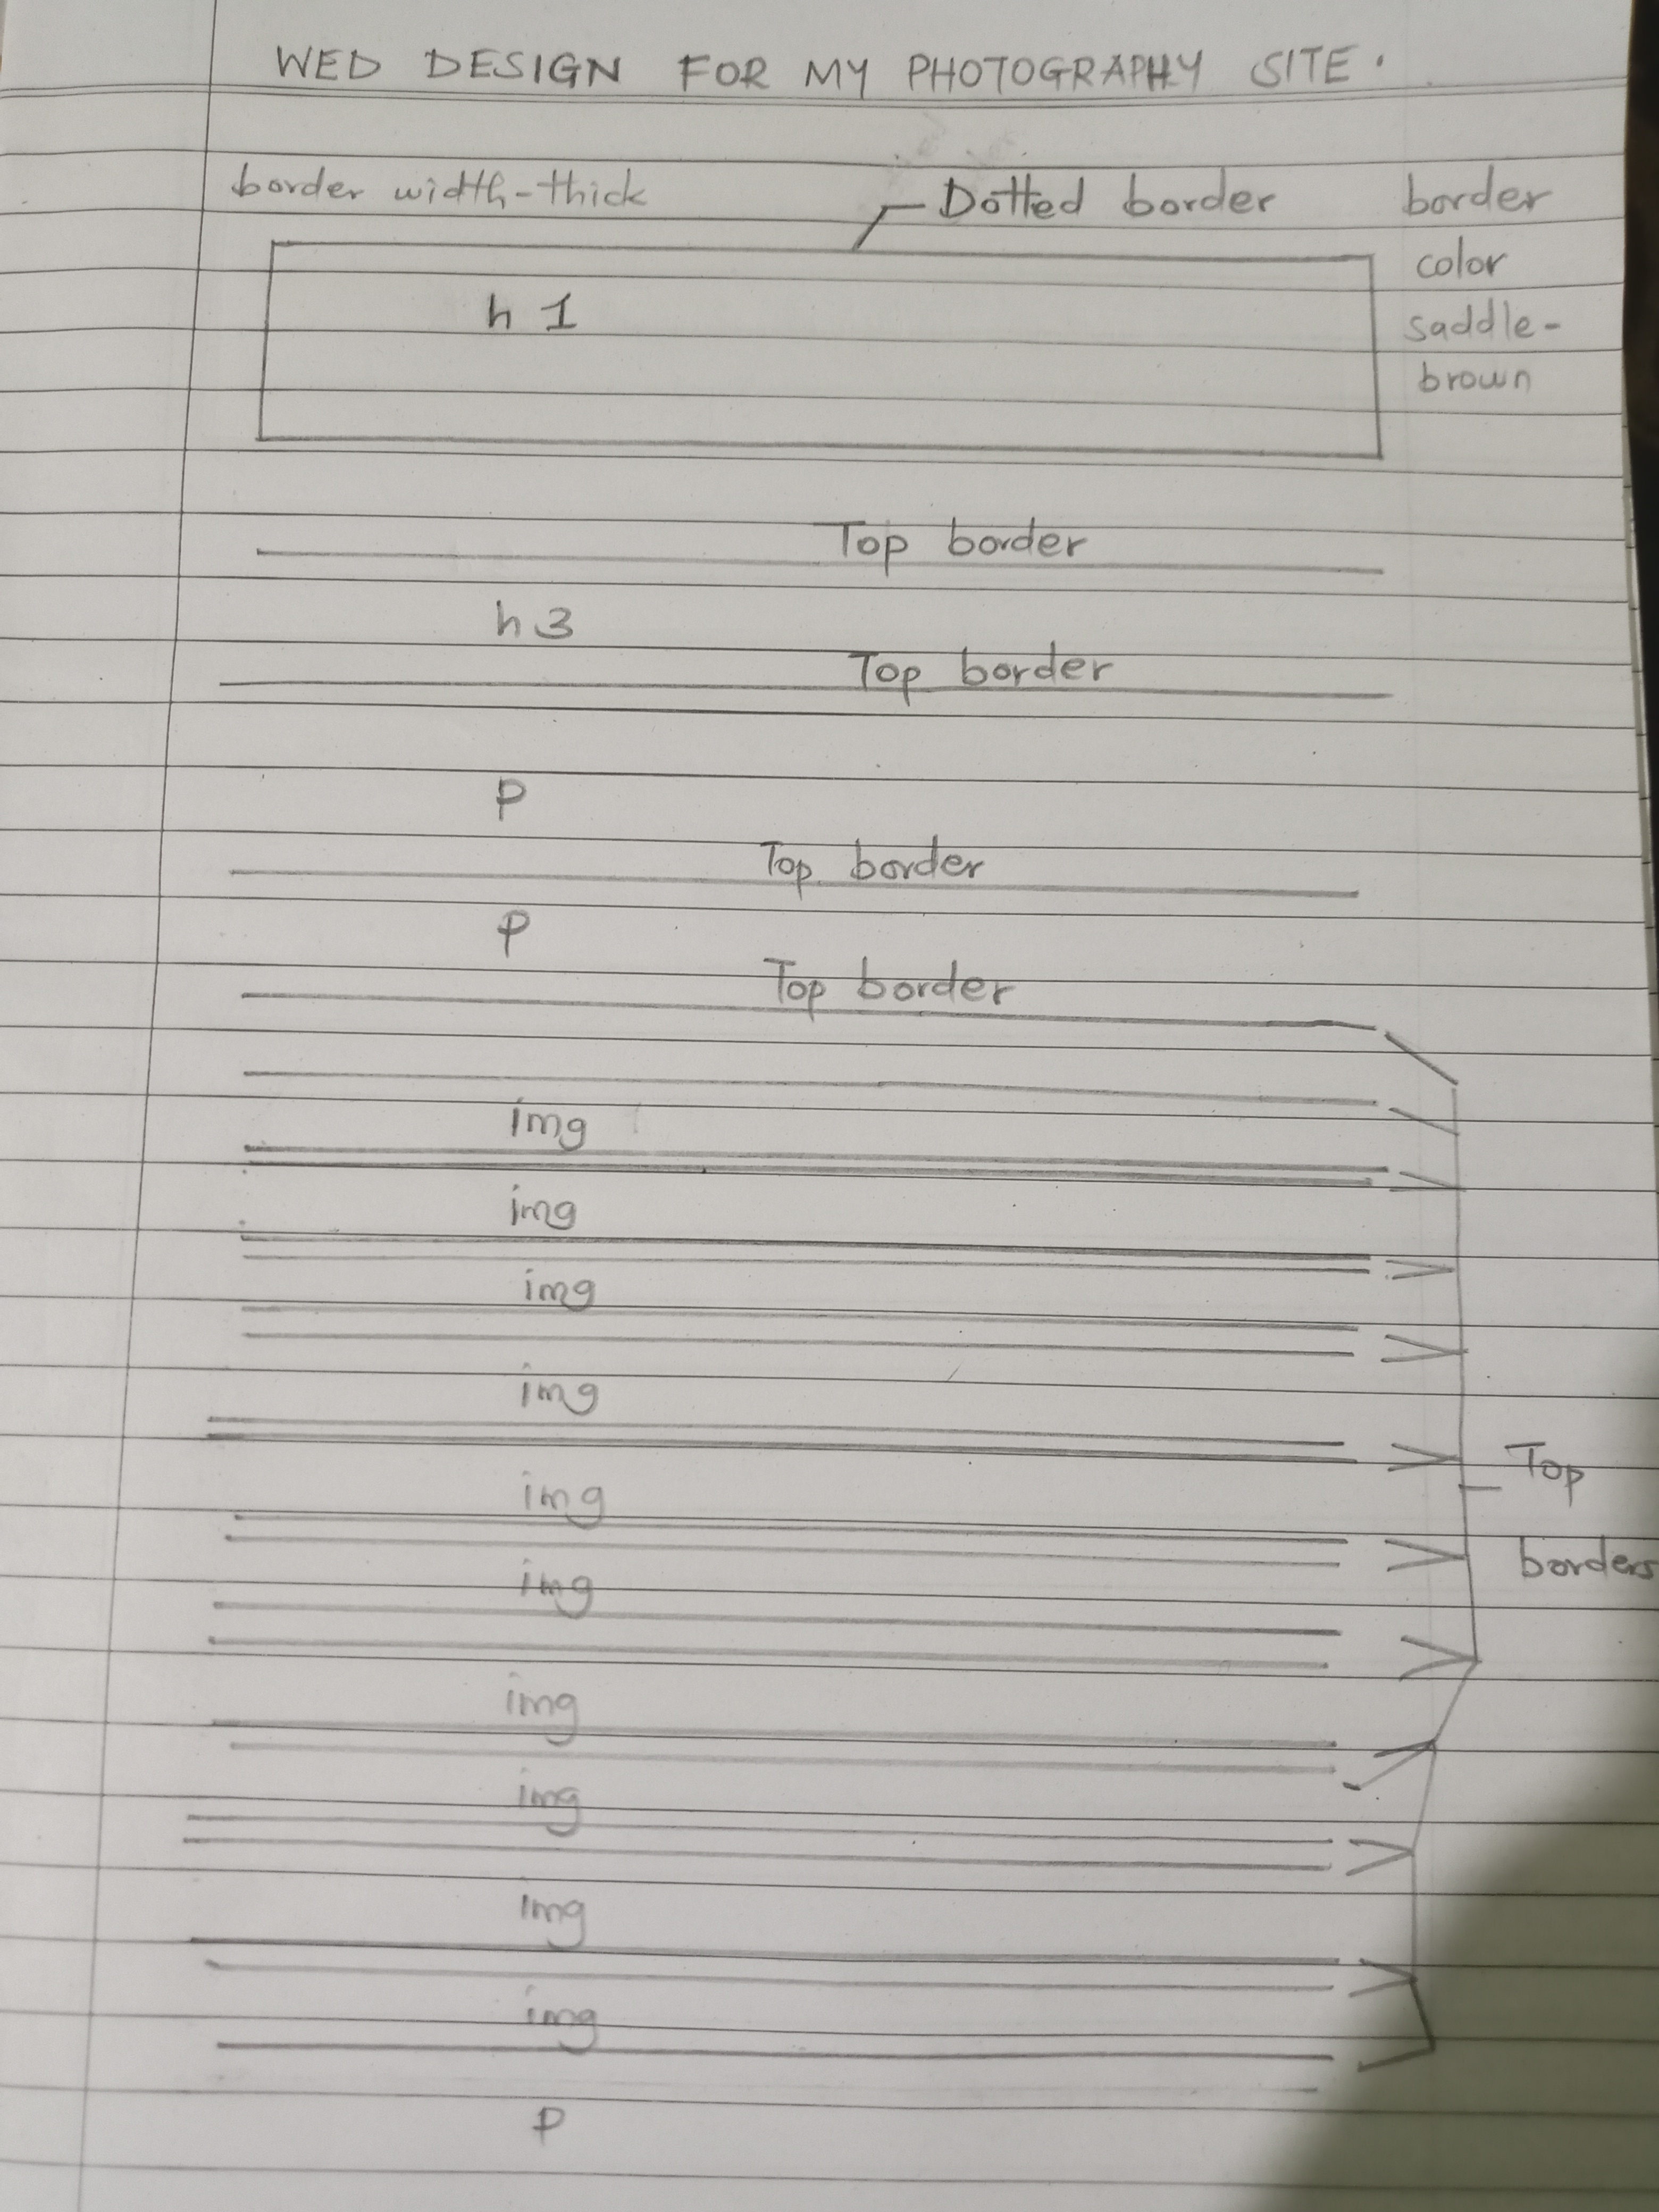 WED DESIGN FOR MY PHOTOGRAPHY SITE.
border width-thick
Dotted border
border
color
saddle-
brown
h 1
Top border
h 3
Top border
P
Top border
P
Top border
img
img
img
img
img
img
img
img
img
img
Top
borders
P